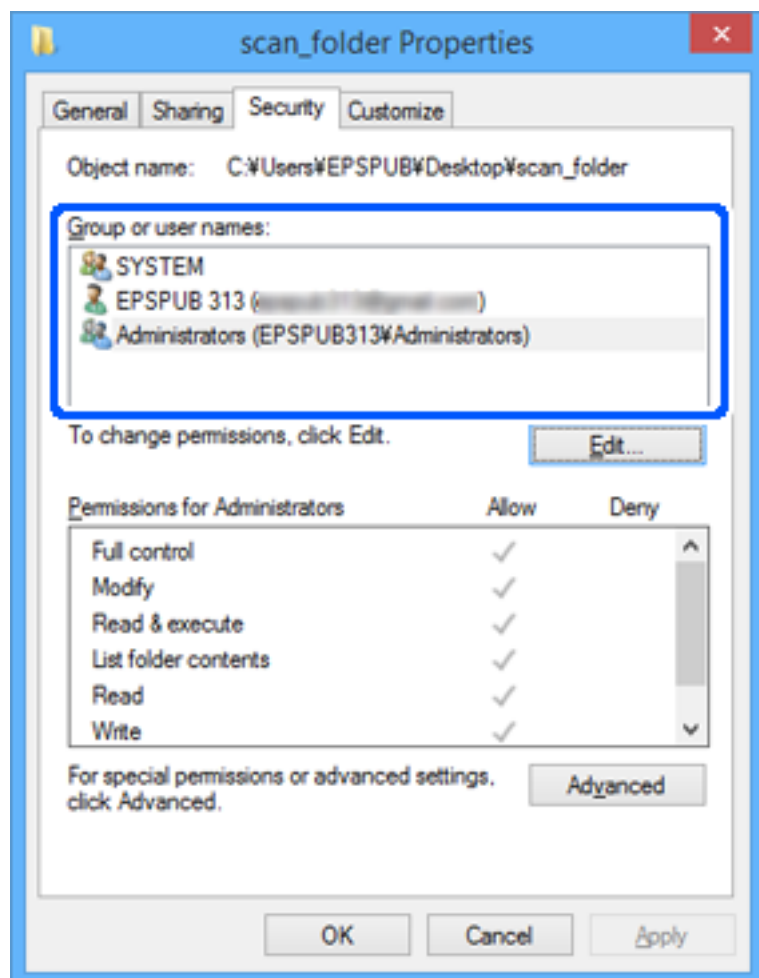 scan_folder Properties
General Sharing Security Customize
Object name: C:¥Users¥EPSPUB¥Desktop¥scan_folder
Group or user names:
SYSTEM
EPSPUB 313 ( )
Administrators (EPSPUB313¥Administrators)
To change permissions, click Edit.
Edit...
Permissions for Administrators Allow Deny
Full control
Modify
Read & execute
List folder contents
Read
Write
For special permissions or advanced settings,
click Advanced.
Advanced
OK Cancel Apply